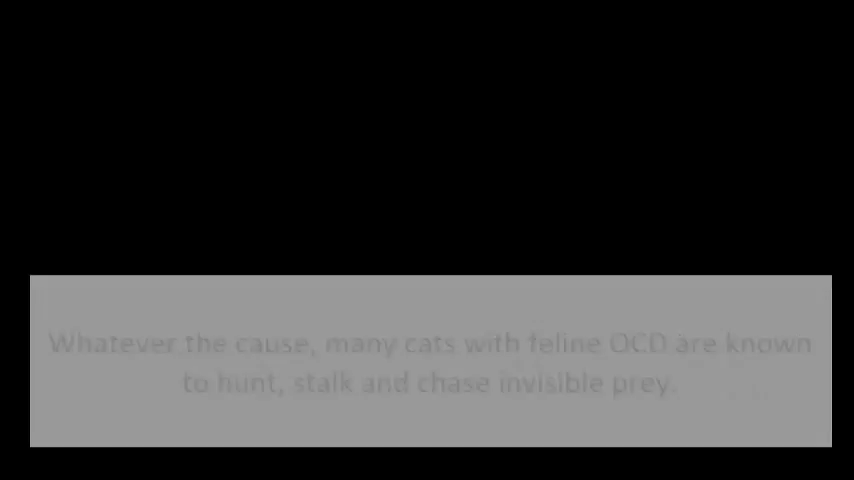 Whatever the cause, many cats with feline OCD are known
to hunt, stalk and chase invisible prey.